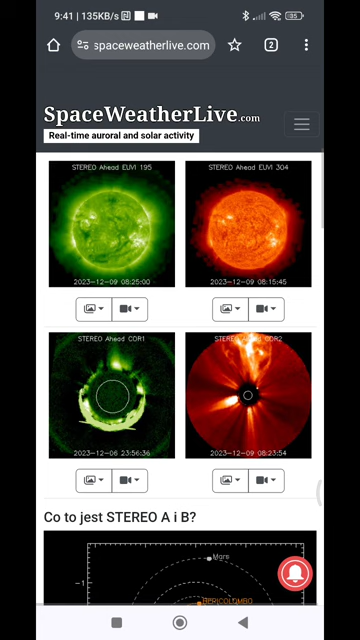 9:41 | 135KB/s
85
spaceweatherlive.com
2
SpaceWeatherLive.com
Real-time auroral and solar activity
STEREO Ahead EUVI 195
STEREO Ahead EUVI 304
2023-12-09 08:25:00
2023-12-09 08:15:45
STEREO Ahead COR1
STEREO Ahead COR2
2023-12-06 23:56:36
2023-12-09 08:23:54
Co to jest STEREO A i B?
Mars
-1
BEPICOLOMBO